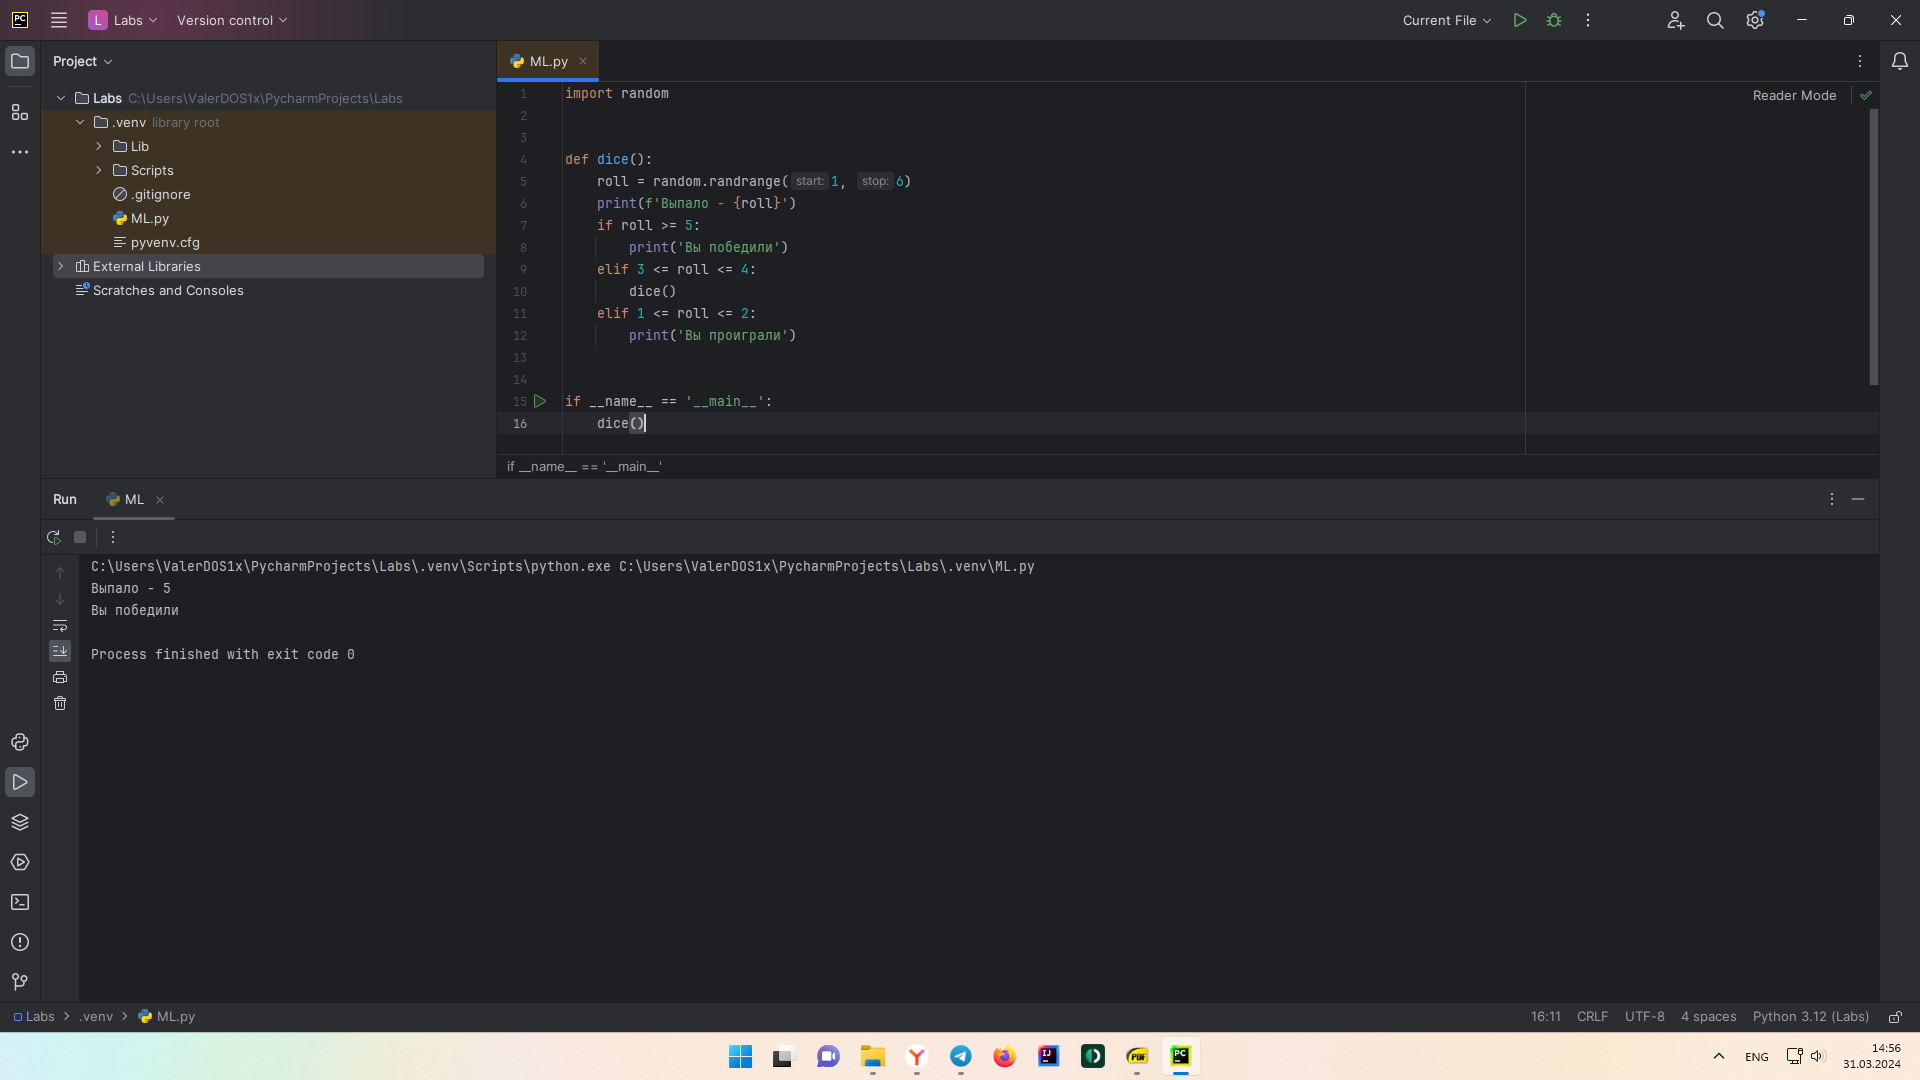 PC
L Labs Version control Current File
Project
ML.py
Labs C:\Users\ValerDOS1x\PycharmProjects\Labs
.venv library root
Lib
Scripts
.gitignore
ML.py
pyvenv.cfg
External Libraries
Scratches and Consoles
Reader Mode
1 import random
2
3
4 def dice():
5 roll = random.randrange( start: 1, stop: 6)
6 print(f'Выпало - {roll}')
7 if roll >= 5:
8 print('Вы победили')
9 elif 3 <= roll <= 4:
10 dice()
11 elif 1 <= roll <= 2:
12 print('Вы проиграли')
13
14
15 if __name__ == '__main__':
16 dice()
if __name__ == '__main__'
Run ML
C:\Users\ValerDOS1x\PycharmProjects\Labs\.venv\Scripts\python.exe C:\Users\ValerDOS1x\PycharmProjects\Labs\.venv\ML.py
Выпало - 5
Вы победили
Process finished with exit code 0
Labs > .venv > ML.py 16:11 CRLF UTF-8 4 spaces Python 3.12 (Labs)
Y IJ PDF PC ENG 14:56
31.03.2024